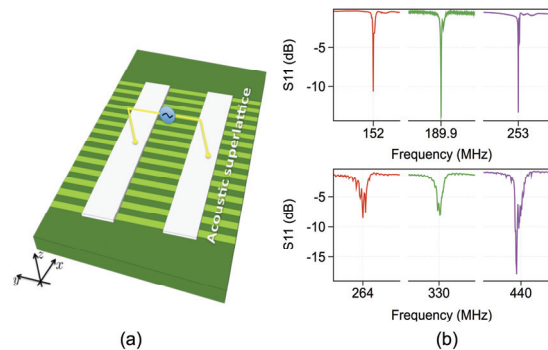 Acoustic superlattice
z
y
x
(a)
(b)
S11 (dB)
-5
-10
152
189.9
253
Frequency (MHz)
S11 (dB)
-5
-10
-15
264
330
440
Frequency (MHz)